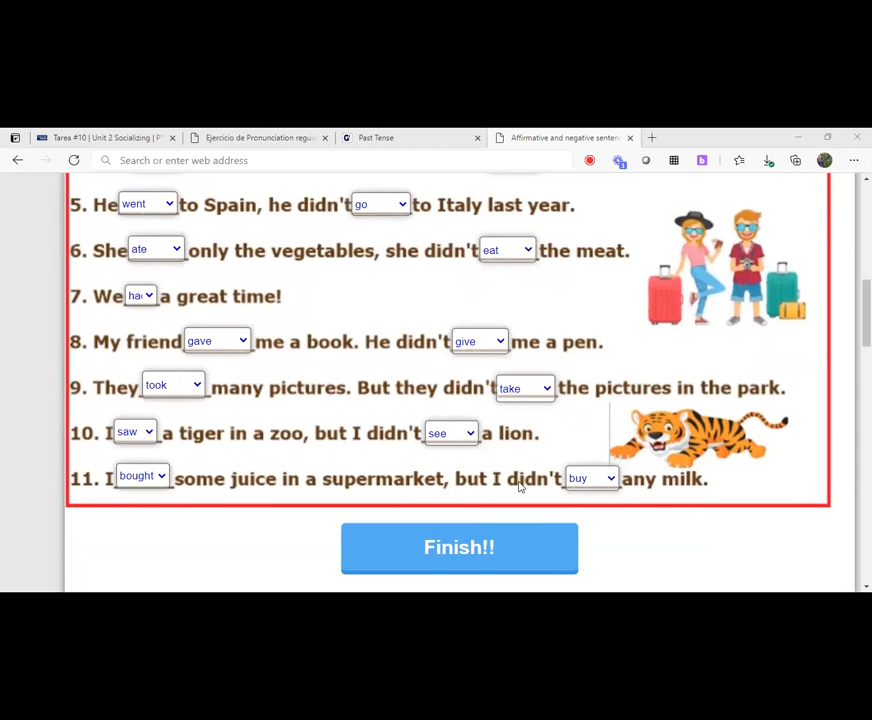 Tarea #10 | Unit 2 Socializing | P
Ejercicio de Pronunciation regu
Past Tense
Affirmative and negative senten
Search or enter web address
5. He went to Spain, he didn't go to Italy last year.
6. She ate only the vegetables, she didn't eat the meat.
7. We had a great time!
8. My friend gave me a book. He didn't give me a pen.
9. They took many pictures. But they didn't take the pictures in the park.
10. I saw a tiger in a zoo, but I didn't see a lion.
11. I bought some juice in a supermarket, but I didn't buy any milk.
Finish!!